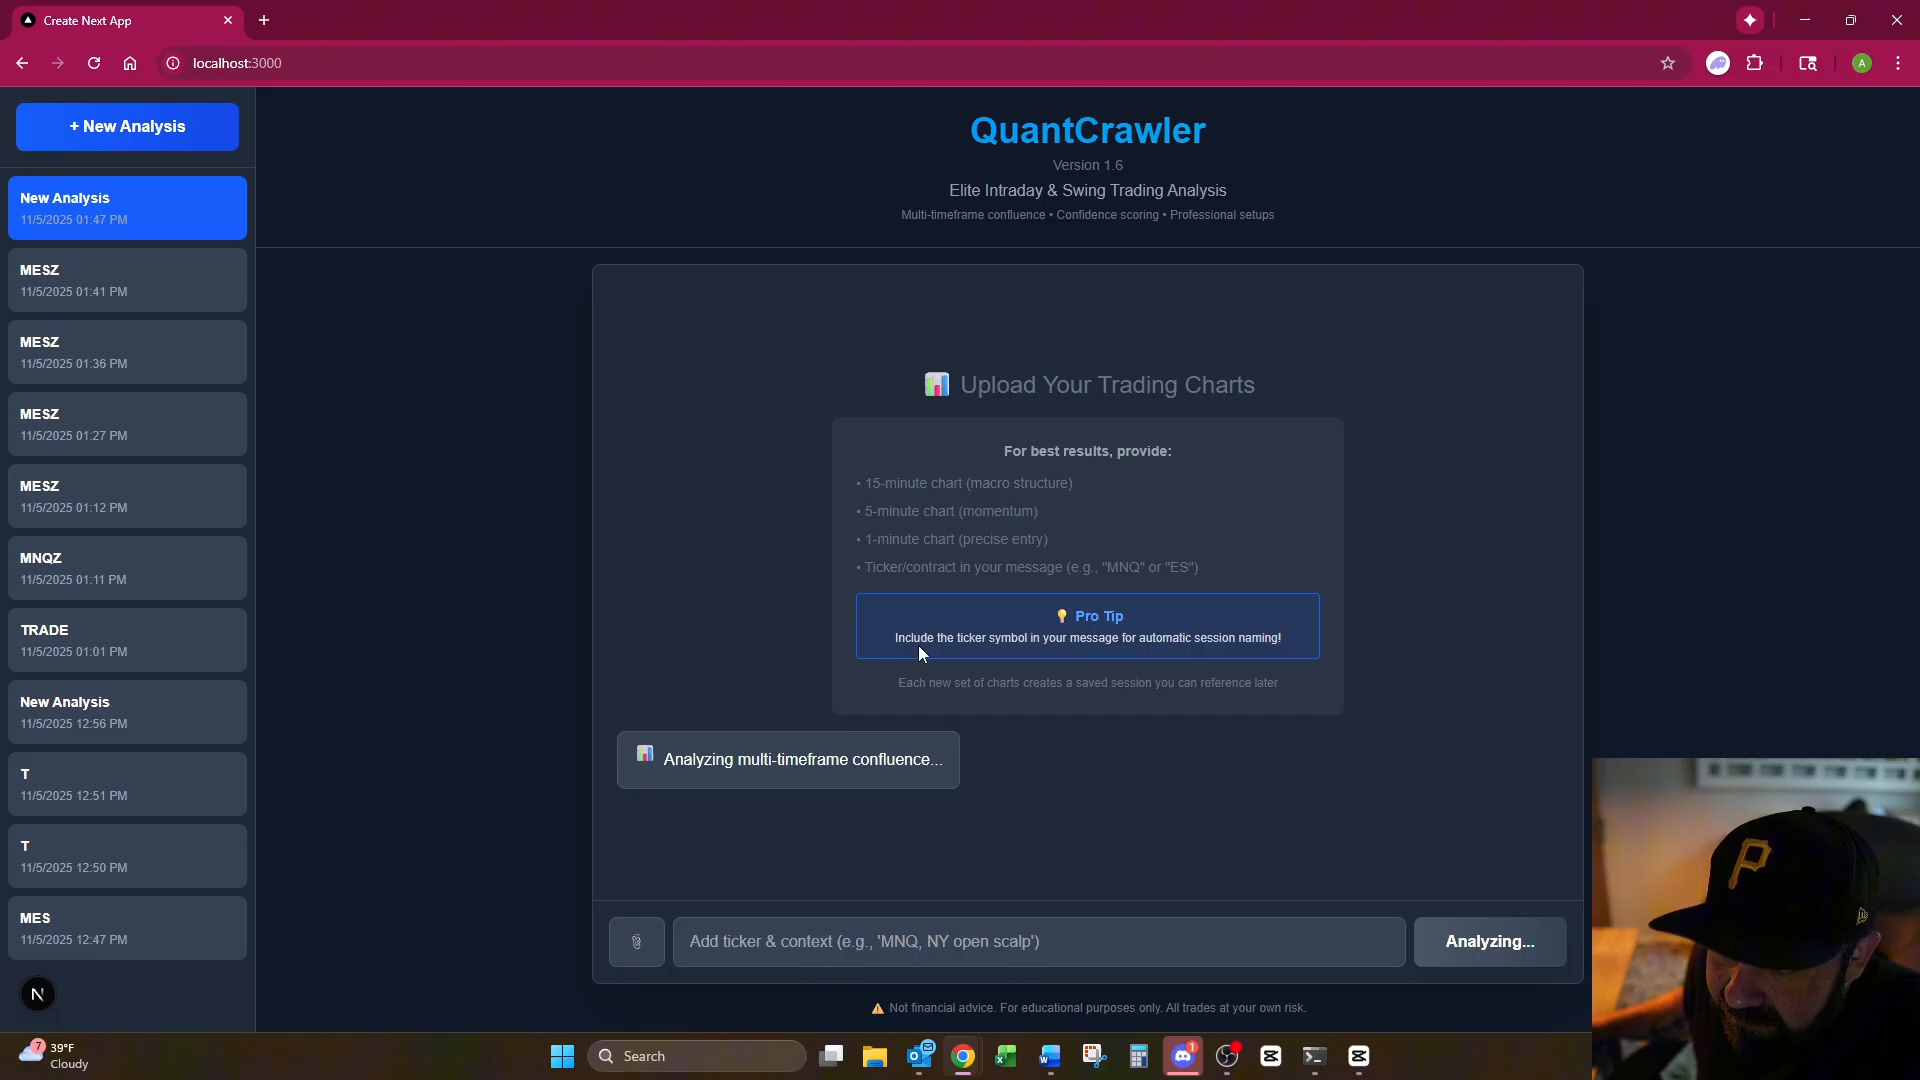 Create Next App
localhost:3000
A
+ New Analysis
New Analysis
11/5/2025 01:47 PM
MESZ
11/5/2025 01:41 PM
MESZ
11/5/2025 01:36 PM
MESZ
11/5/2025 01:27 PM
MESZ
11/5/2025 01:12 PM
MNQZ
11/5/2025 01:11 PM
TRADE
11/5/2025 01:01 PM
New Analysis
11/5/2025 12:56 PM
T
11/5/2025 12:51 PM
T
11/5/2025 12:50 PM
MES
11/5/2025 12:47 PM
N
QuantCrawler
Version 1.6
Elite Intraday & Swing Trading Analysis
Multi-timeframe confluence • Confidence scoring • Professional setups
Upload Your Trading Charts
For best results, provide:
• 15-minute chart (macro structure)
• 5-minute chart (momentum)
• 1-minute chart (precise entry)
• Ticker/contract in your message (e.g., "MNQ" or "ES")
Pro Tip
Include the ticker symbol in your message for automatic session naming!
Each new set of charts creates a saved session you can reference later
Analyzing multi-timeframe confluence...
Add ticker & context (e.g., 'MNQ, NY open scalp')
Analyzing...
Not financial advice. For educational purposes only. All trades at your own risk.
P
7
39°F
Cloudy
Search
1